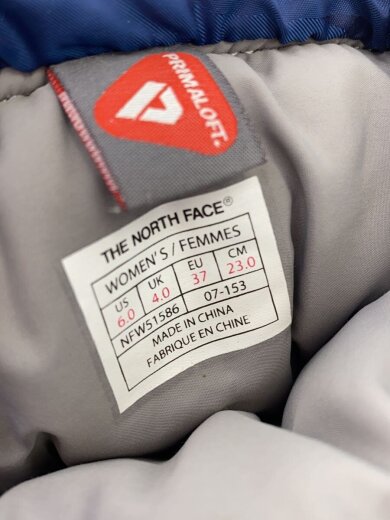 PRIMALOFT®
THE NORTH FACE®
WOMEN'S / FEMMES
US UK EU CM
6.0 4.0 37 23.0
NFW51586 07-153
MADE IN CHINA
FABRIQUE EN CHINE